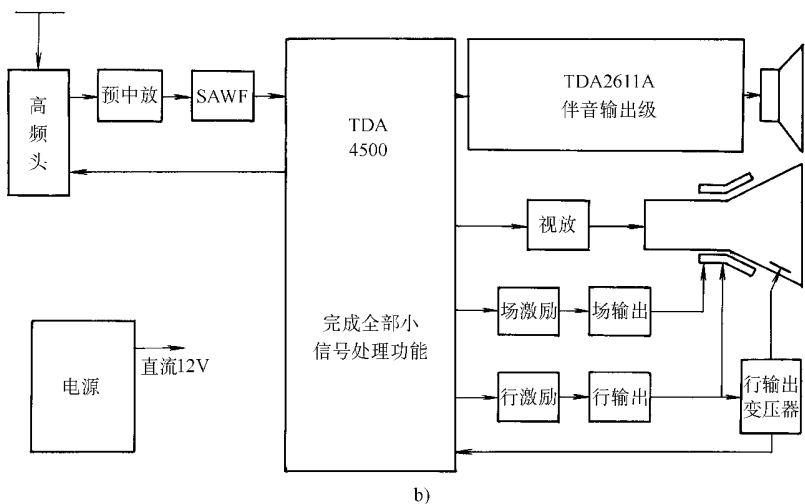 高
频
头
预中放
SAWF
TDA
4500
完成全部小
信号处理功能
TDA2611A
伴音输出级
视放
场激励
场输出
行激励
行输出
行输出
变压器
电源
直流12V
b)